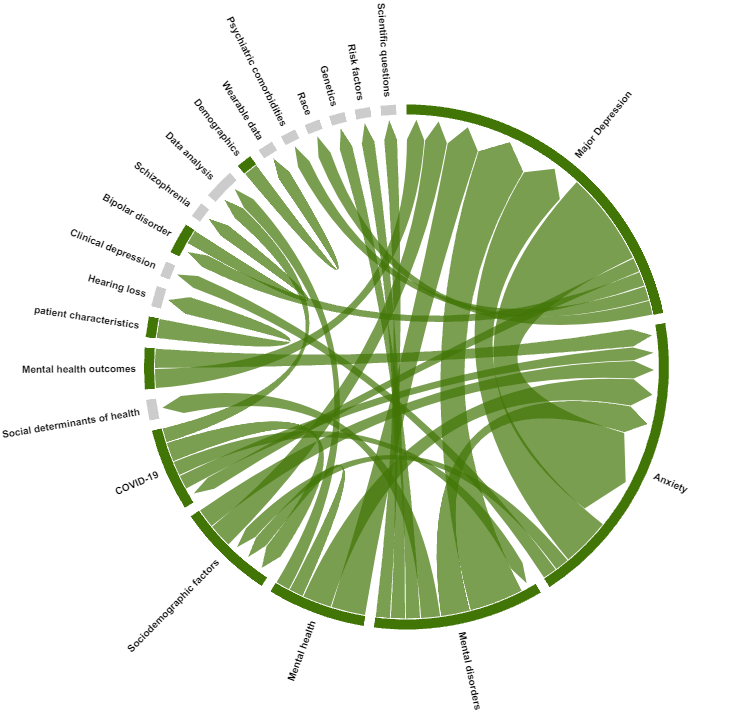 Scientific questions
Risk factors
Genetics
Race
Psychiatric comorbidities
Wearable data
Demographics
Data analysis
Schizophrenia
Bipolar disorder
Clinical depression
Hearing loss
patient characteristics
Mental health outcomes
Social determinants of health
COVID-19
Sociodemographic factors
Mental health
Mental disorders
Anxiety
Major Depression